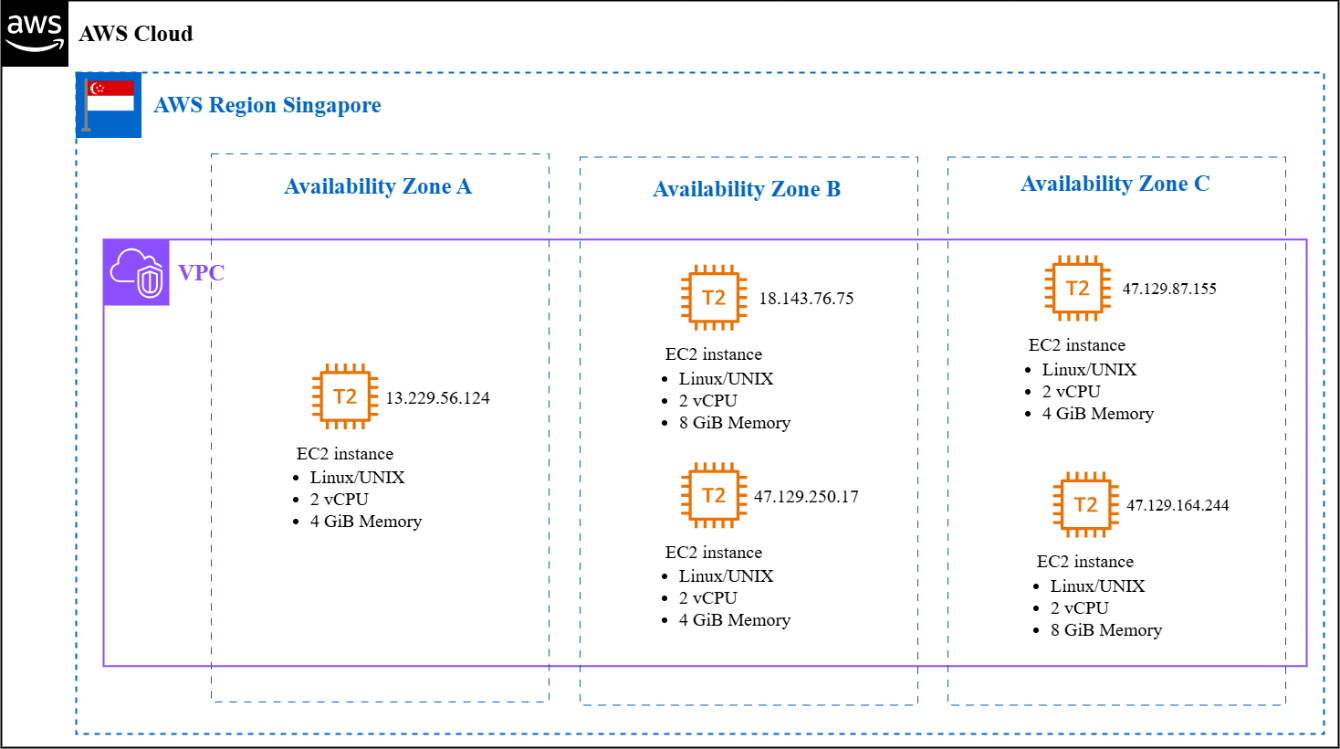 aws
AWS Cloud
AWS Region Singapore
Availability Zone A
Availability Zone B
Availability Zone C
VPC
T2
13.229.56.124
EC2 instance
• Linux/UNIX
• 2 vCPU
• 4 GiB Memory
T2
18.143.76.75
EC2 instance
• Linux/UNIX
• 2 vCPU
• 8 GiB Memory
T2
47.129.250.17
EC2 instance
• Linux/UNIX
• 2 vCPU
• 4 GiB Memory
T2
47.129.87.155
EC2 instance
• Linux/UNIX
• 2 vCPU
• 4 GiB Memory
T2
47.129.164.244
EC2 instance
• Linux/UNIX
• 2 vCPU
• 8 GiB Memory